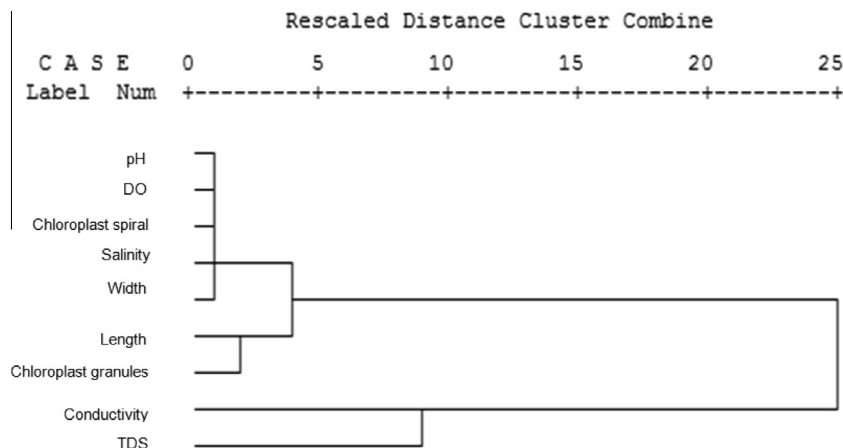 Rescaled Distance Cluster Combine
C A S E 0 5 10 15 20 25
Label Num +---------+---------+---------+---------+---------+
pH
DO
Chloroplast spiral
Salinity
Width
Length
Chloroplast granules
Conductivity
TDS